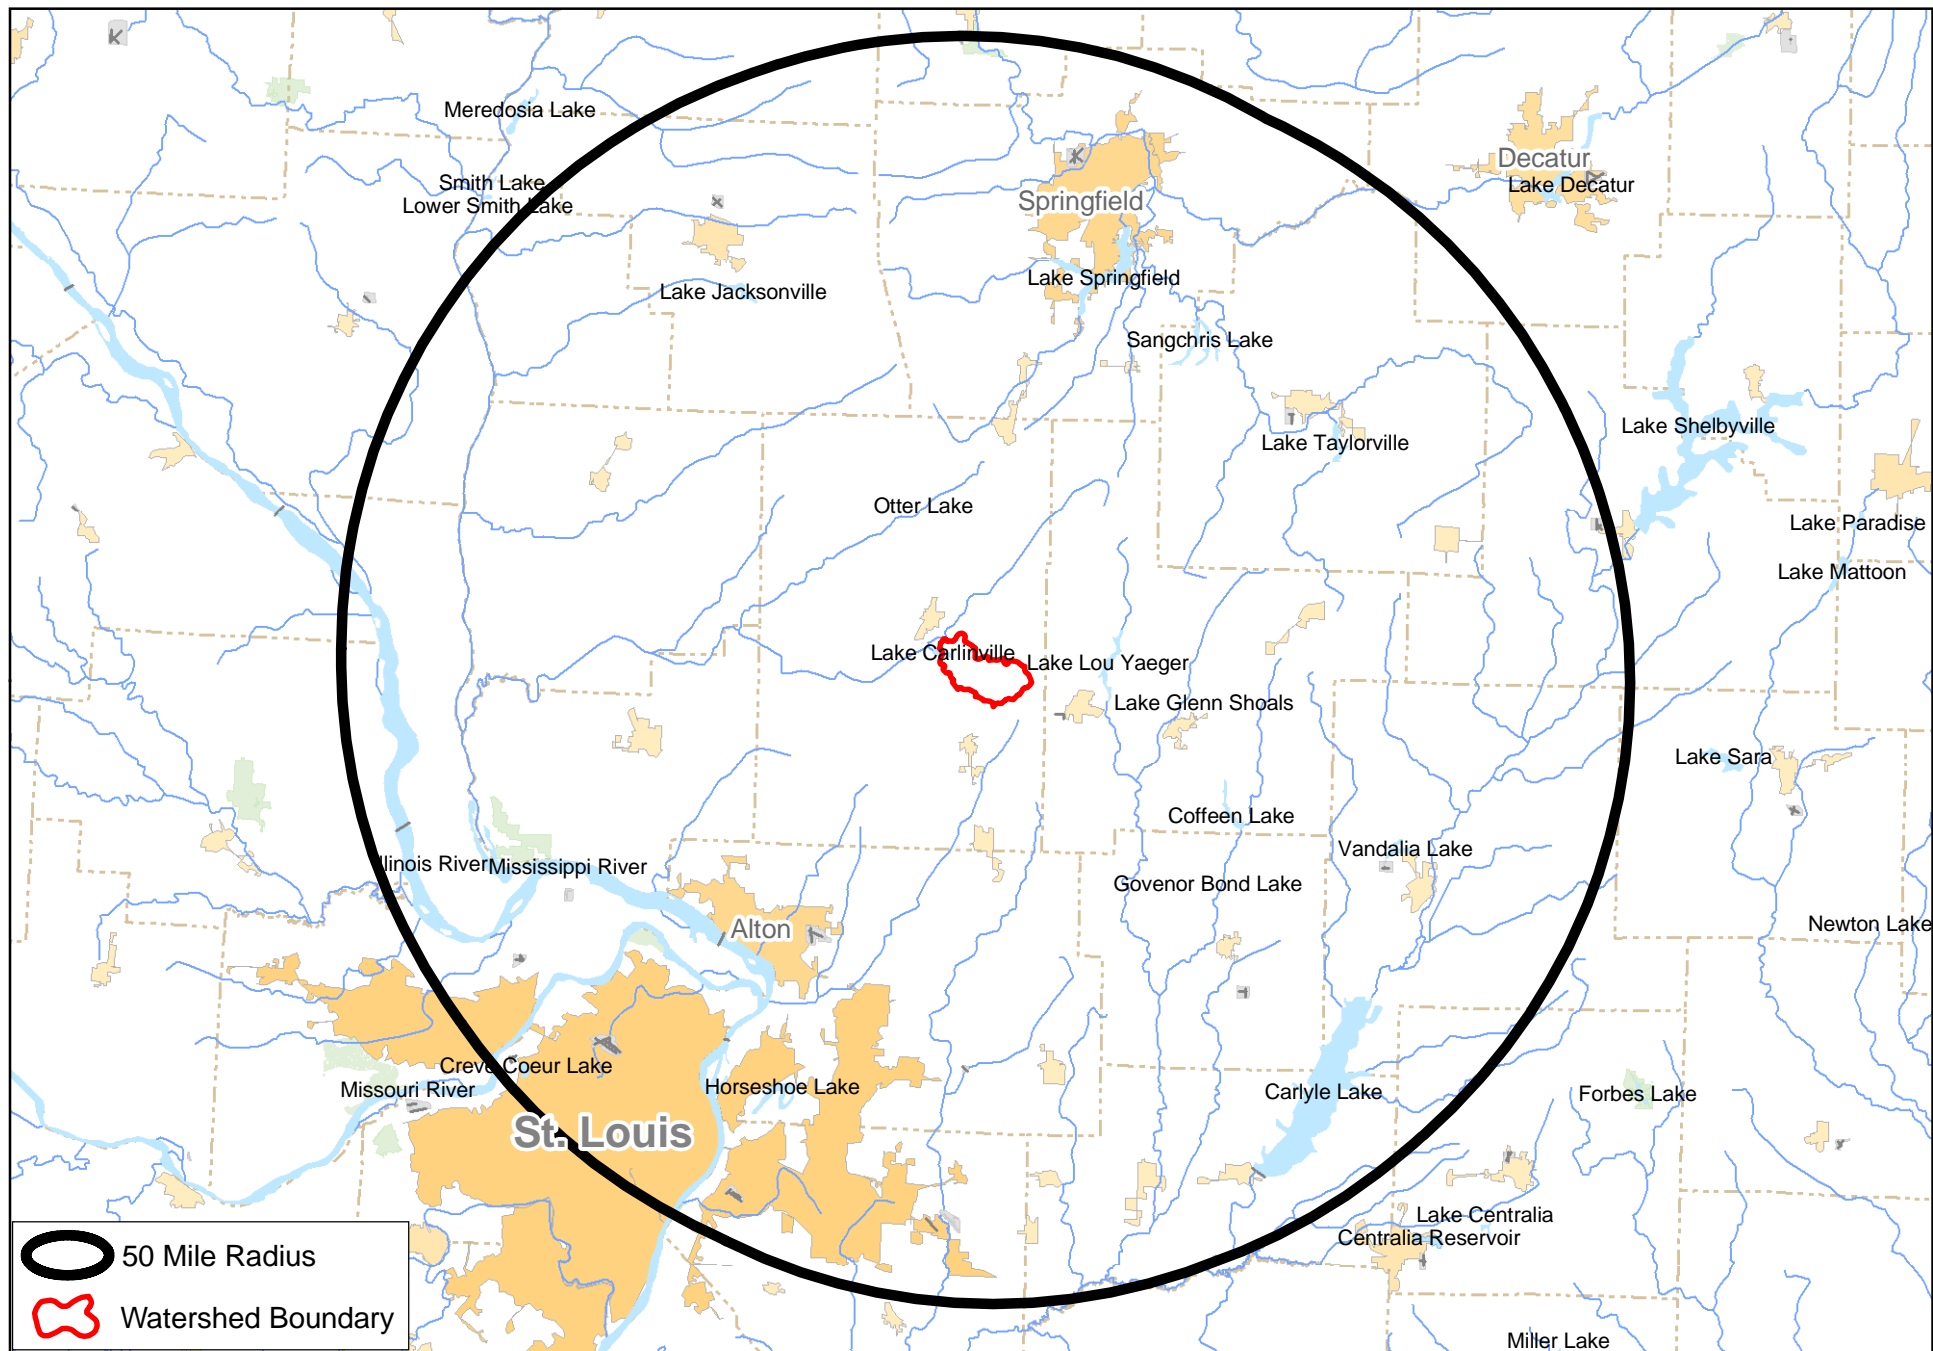 Meredosia Lake
Decatur
Smith Lake
Lake Decatur
Lower Smith Lake
Springfield
Lake Springfield
Lake Jacksonville
Sangchris Lake
Lake Shelbyville
Lake Taylorville
Otter Lake
Lake Paradise
Lake Mattoon
Lake Carlinville
Lake Lou Yaeger
Lake Glenn Shoals
Lake Sara
Coffeen Lake
Vandalia Lake
llinois River
Mississippi River
Govenor Bond Lake
Newton Lake
Alton
Creve Coeur Lake
Missouri River
Horseshoe Lake
Carlyle Lake
Forbes Lake
St. Louis
Lake Centralia
Centralia Reservoir
50 Mile Radius
Watershed Boundary
Miller Lake